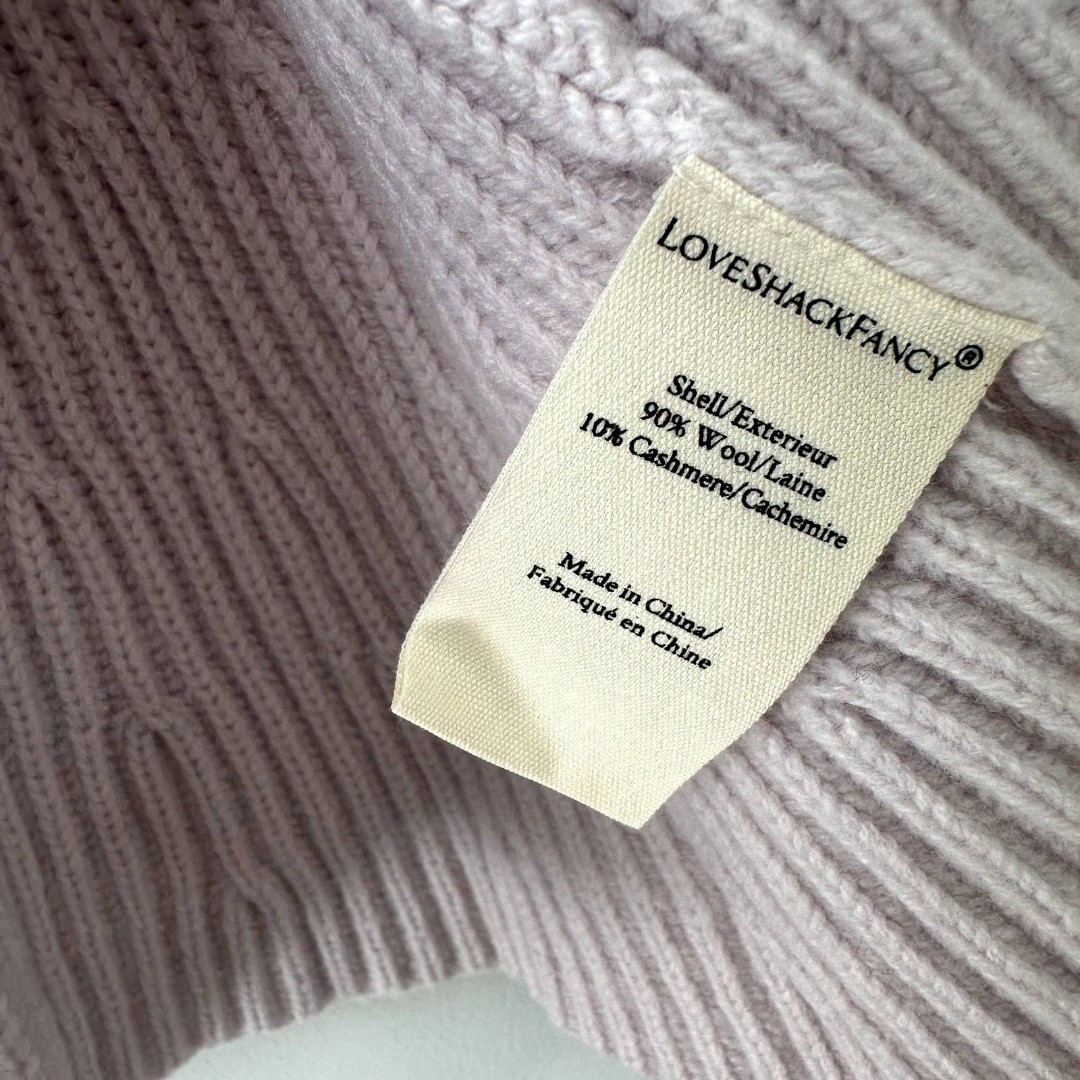 LOVESHACKFANCY®
Shell/Exterieur
90% Wool/Laine
10% Cashmere/Cachemire
Made in China/
Fabriqué en Chine